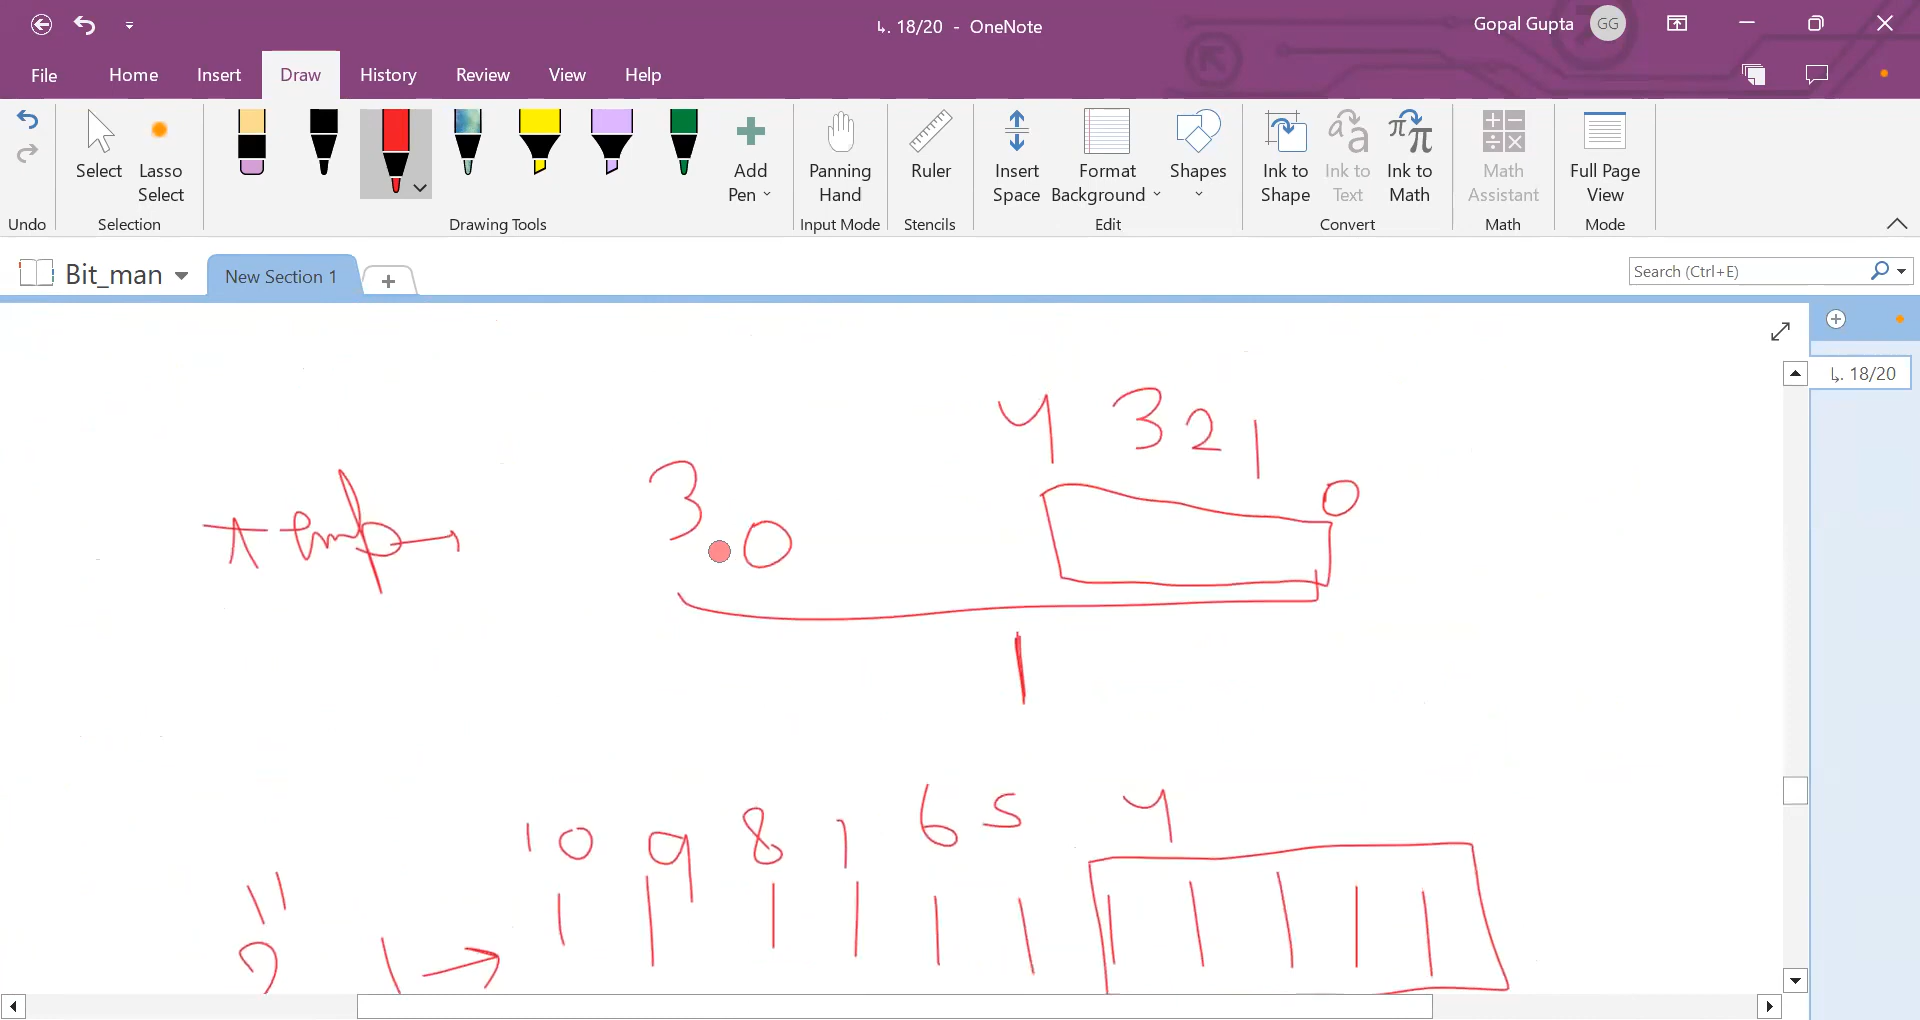 ৳. 18/20 - OneNote
Gopal Gupta GG
File Home Insert Draw History Review View Help
Select Lasso Select Add Pen Panning Hand Ruler Insert Space Format Background Shapes Ink to Shape Ink to Text Ink to Math Math Assistant Full Page View
Undo Selection Drawing Tools Input Mode Stencils Edit Convert Math Mode
Bit_man New Section 1 Search (Ctrl+E)
18/20
4 3 2 1
temp → 30 0
1
10 9 8 7 6 5 4